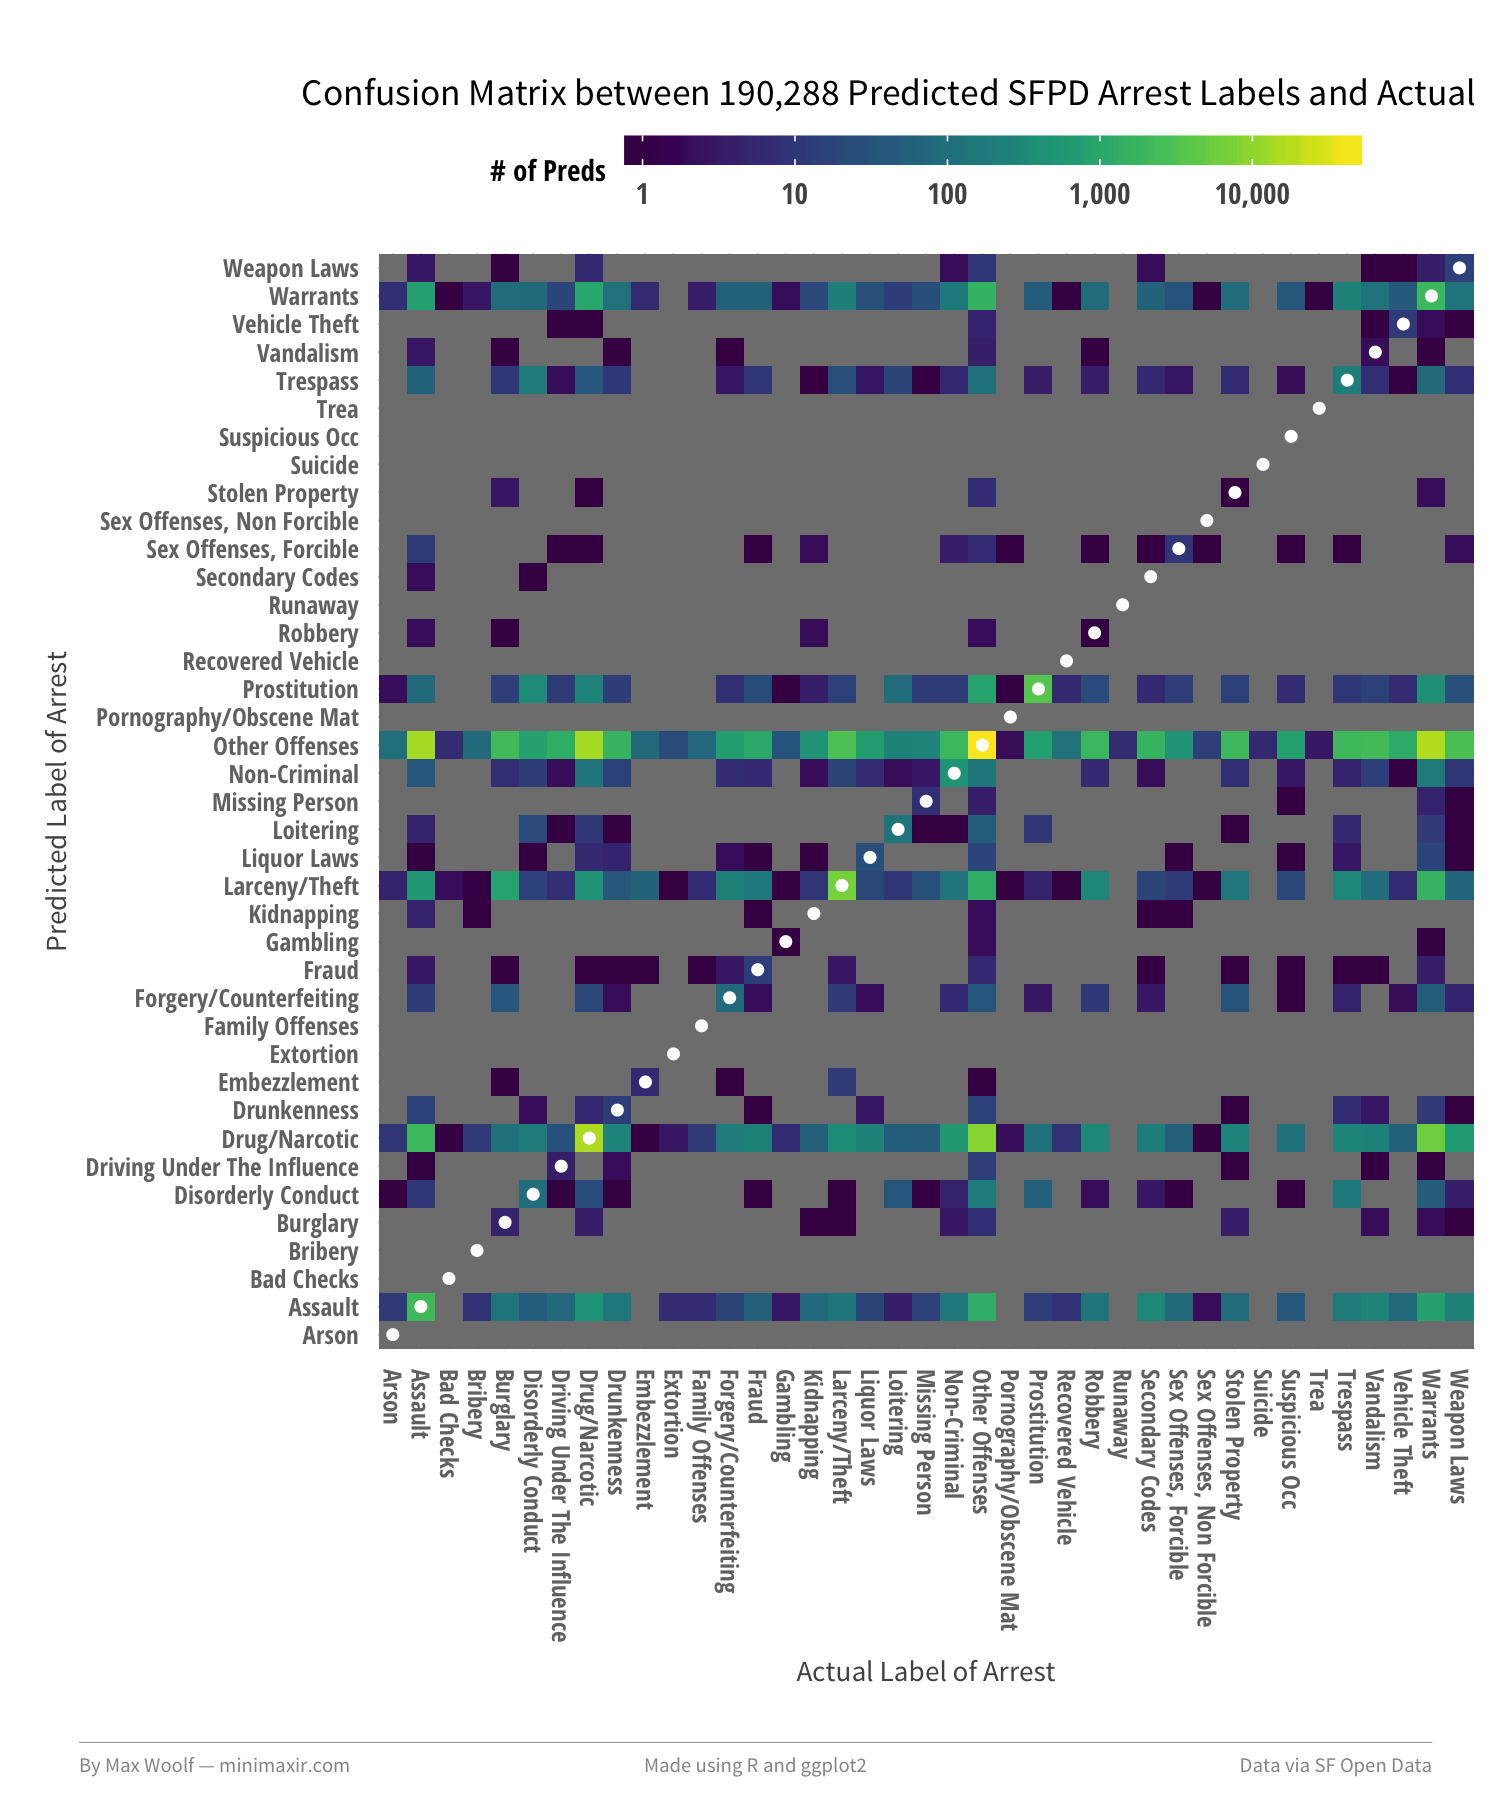 Confusion Matrix between 190,288 Predicted SFPD Arrest Labels and Actual
# of Preds
1 10 100 1,000 10,000
Predicted Label of Arrest
Weapon Laws
Warrants
Vehicle Theft
Vandalism
Trespass
Trea
Suspicious Occ
Suicide
Stolen Property
Sex Offenses, Non Forcible
Sex Offenses, Forcible
Secondary Codes
Runaway
Robbery
Recovered Vehicle
Prostitution
Pornography/Obscene Mat
Other Offenses
Non-Criminal
Missing Person
Loitering
Liquor Laws
Larceny/Theft
Kidnapping
Gambling
Fraud
Forgery/Counterfeiting
Family Offenses
Extortion
Embezzlement
Drunkenness
Drug/Narcotic
Driving Under The Influence
Disorderly Conduct
Burglary
Bribery
Bad Checks
Assault
Arson
Arson
Assault
Bad Checks
Bribery
Burglary
Disorderly Conduct
Driving Under The Influence
Drug/Narcotic
Drunkenness
Embezzlement
Extortion
Family Offenses
Forgery/Counterfeiting
Fraud
Gambling
Kidnapping
Larceny/Theft
Liquor Laws
Loitering
Missing Person
Non-Criminal
Other Offenses
Pornography/Obscene Mat
Prostitution
Recovered Vehicle
Robbery
Runaway
Secondary Codes
Sex Offenses, Forcible
Sex Offenses, Non Forcible
Stolen Property
Suicide
Suspicious Occ
Trea
Trespass
Vandalism
Vehicle Theft
Warrants
Weapon Laws
Actual Label of Arrest
By Max Woolf — minimaxir.com
Made using R and ggplot2
Data via SF Open Data